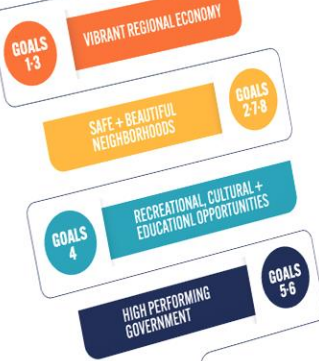 GOALS
1-3
VIBRANT REGIONAL ECONOMY
SAFE + BEAUTIFUL
NEIGHBORHOODS
GOALS
2-7-8
GOALS
4
RECREATIONAL, CULTURAL +
EDUCATIONL OPPORTUNITIES
HIGH PERFORMING
GOVERNMENT
GOALS
5-6